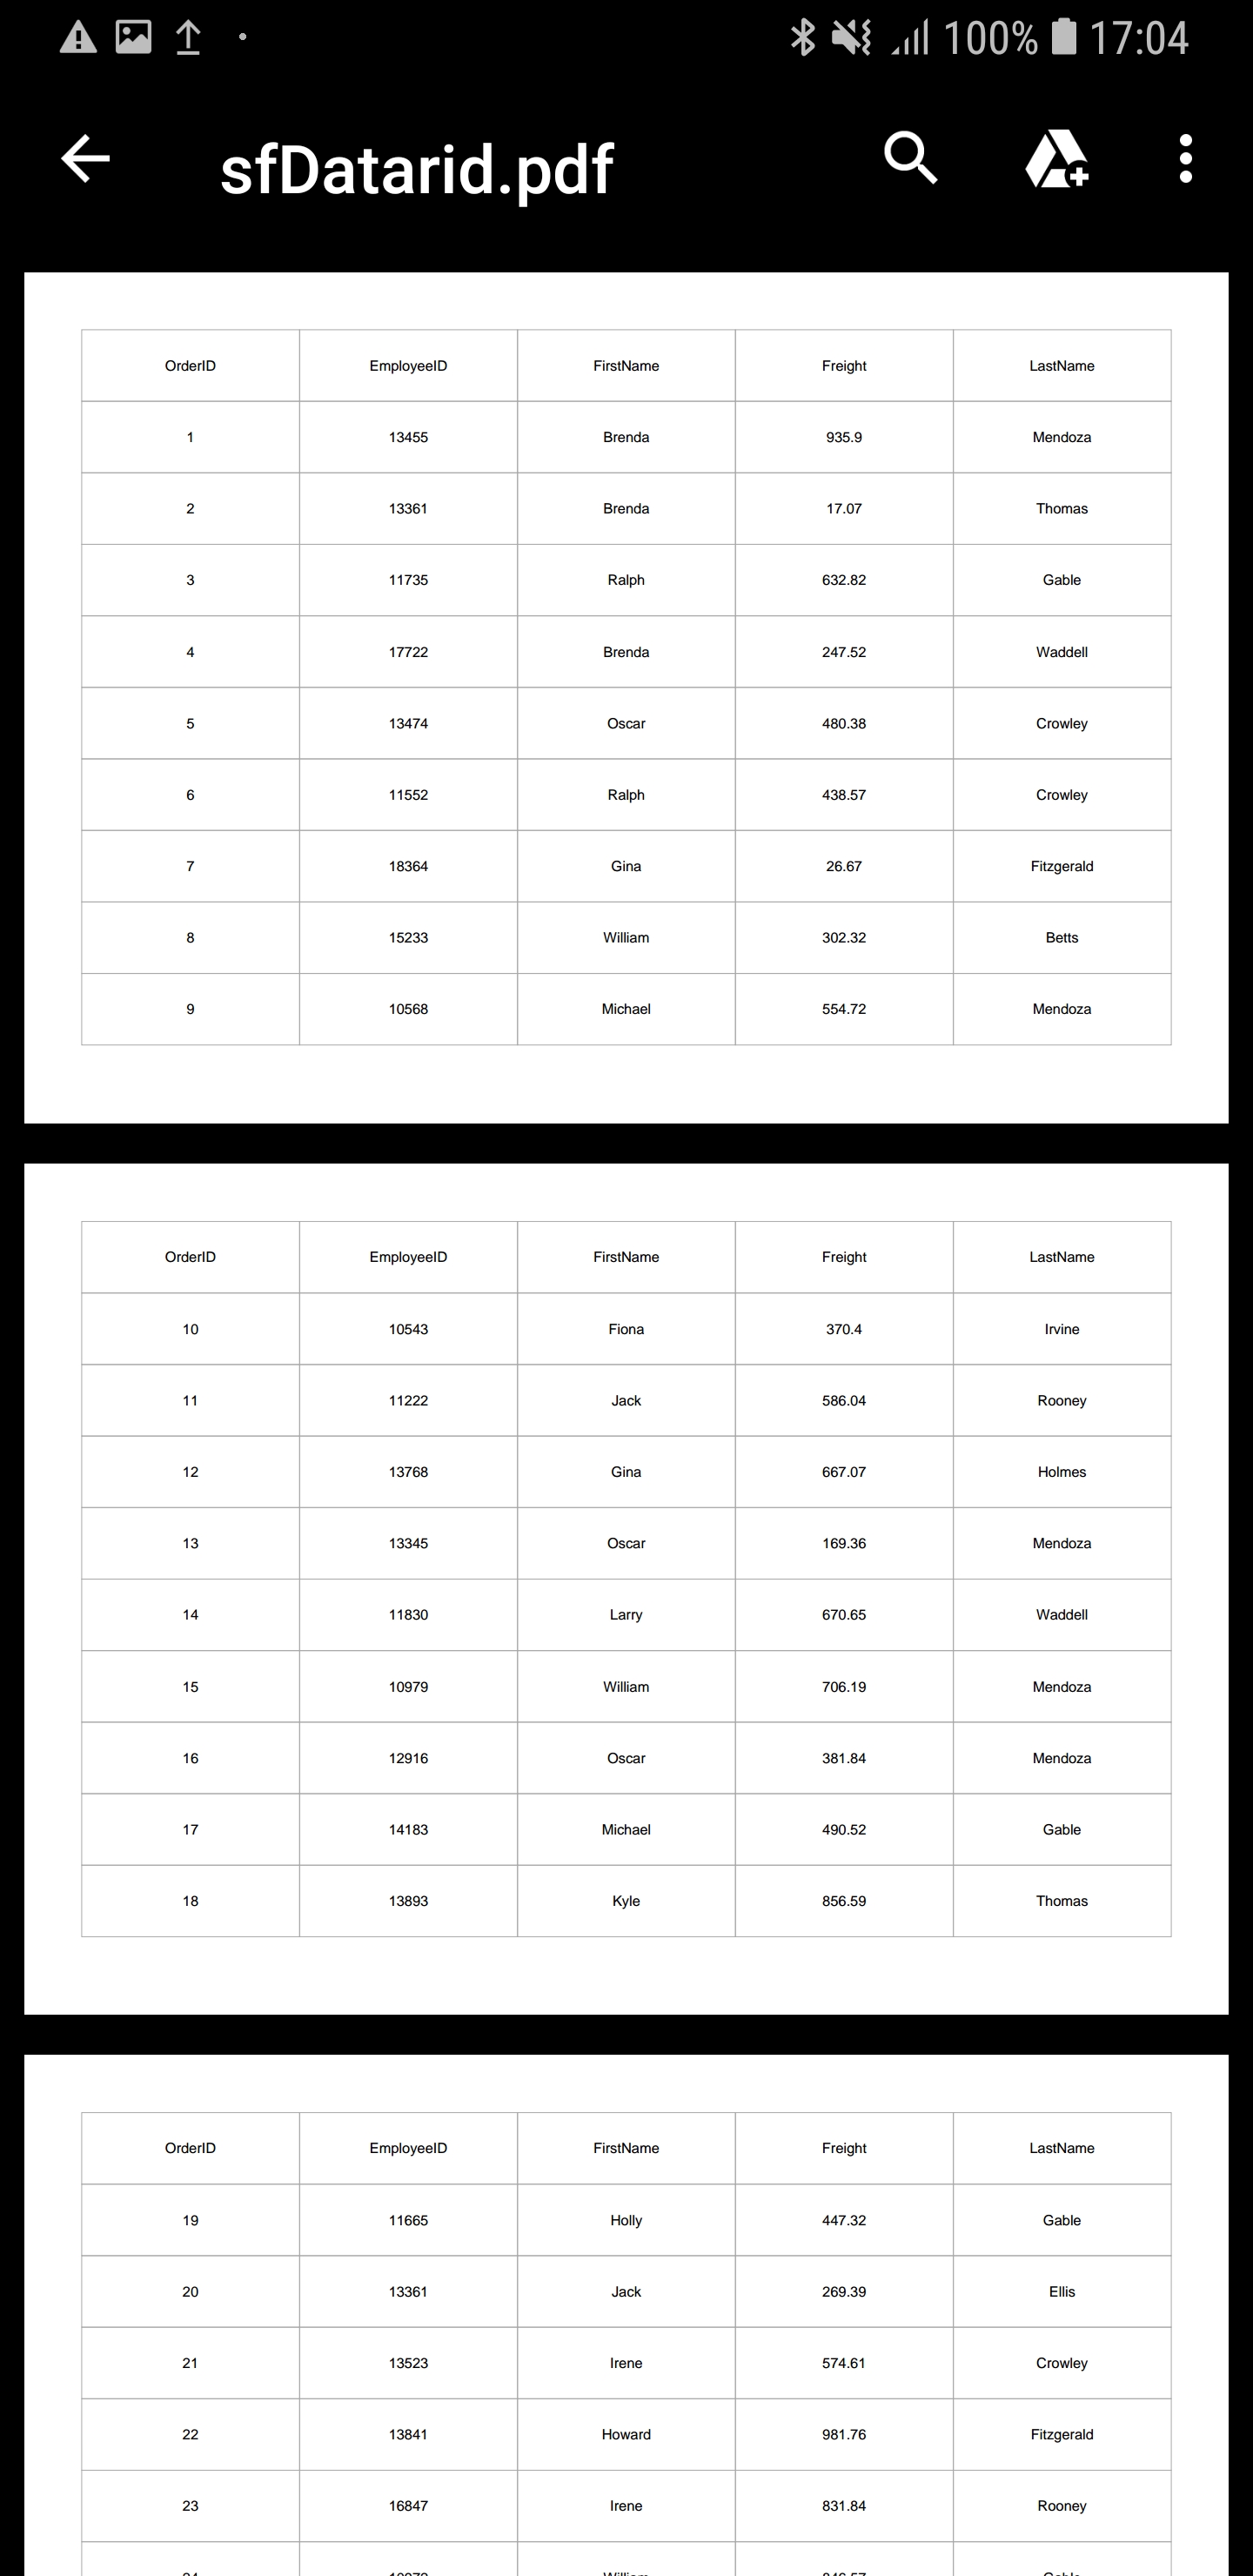 100% 17:04
sfDatarid.pdf
OrderID EmployeeID FirstName Freight LastName
1 13455 Brenda 935.9 Mendoza
2 13361 Brenda 17.07 Thomas
3 11735 Ralph 632.82 Gable
4 17722 Brenda 247.52 Waddell
5 13474 Oscar 480.38 Crowley
6 11552 Ralph 438.57 Crowley
7 18364 Gina 26.67 Fitzgerald
8 15233 William 302.32 Betts
9 10568 Michael 554.72 Mendoza
OrderID EmployeeID FirstName Freight LastName
10 10543 Fiona 370.4 Irvine
11 11222 Jack 586.04 Rooney
12 13768 Gina 667.07 Holmes
13 13345 Oscar 169.36 Mendoza
14 11830 Larry 670.65 Waddell
15 10979 William 706.19 Mendoza
16 12916 Oscar 381.84 Mendoza
17 14183 Michael 490.52 Gable
18 13893 Kyle 856.59 Thomas
OrderID EmployeeID FirstName Freight LastName
19 11665 Holly 447.32 Gable
20 13361 Jack 269.39 Ellis
21 13523 Irene 574.61 Crowley
22 13841 Howard 981.76 Fitzgerald
23 16847 Irene 831.84 Rooney